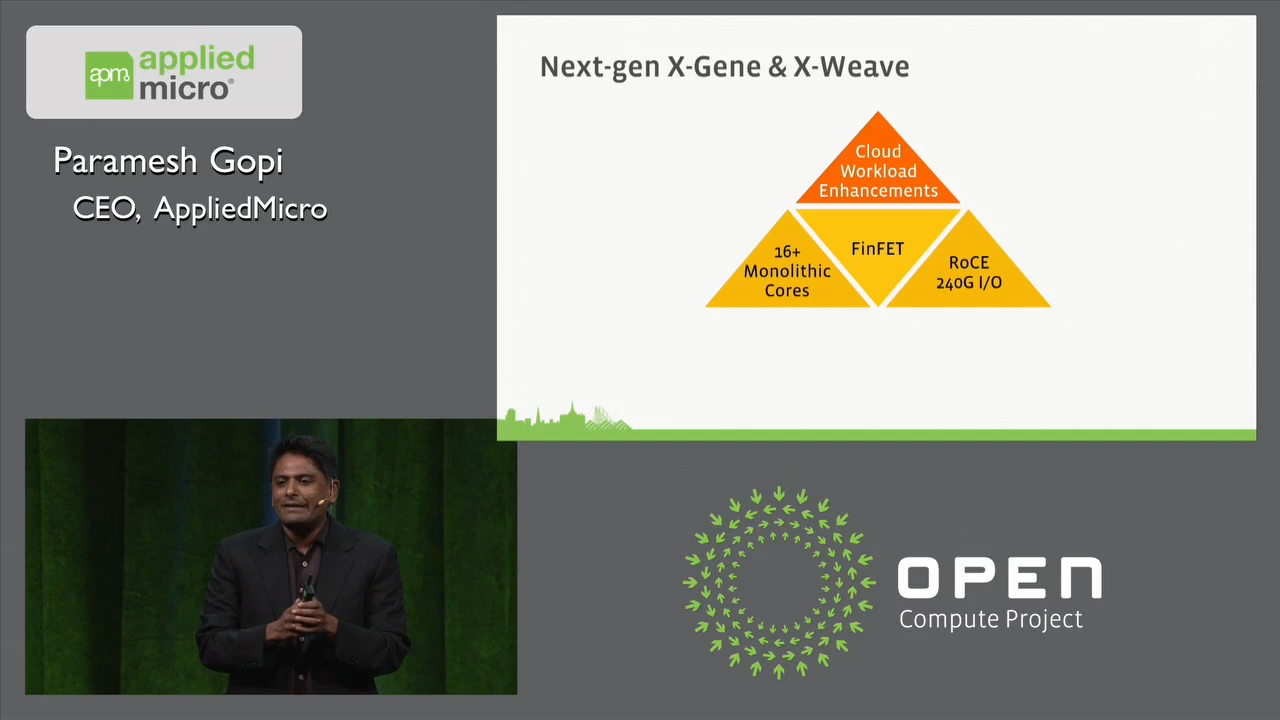 apm
applied
micro®
Paramesh Gopi
CEO, AppliedMicro
Next-gen X-Gene & X-Weave
Cloud
Workload
Enhancements
16+
Monolithic
Cores
FinFET
RoCE
240G I/O
OPEN
Compute Project